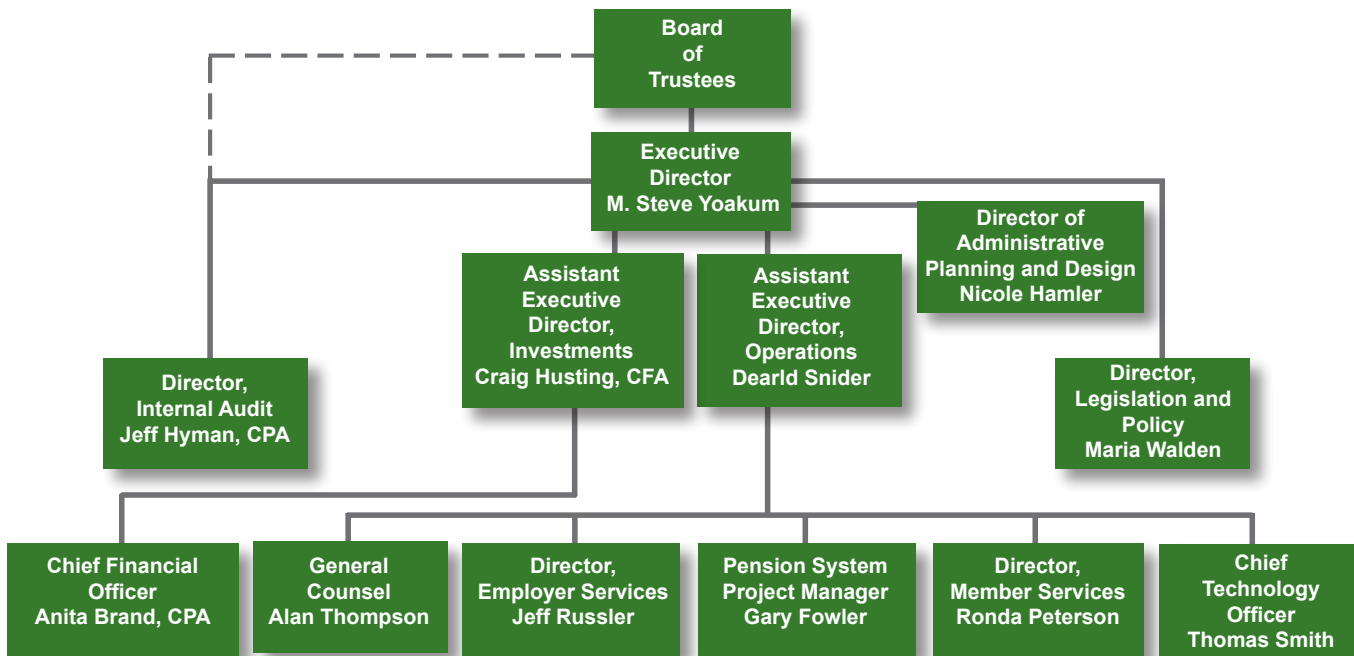 Board
of
Trustees
Executive
Director
M. Steve Yoakum
Director of
Administrative
Planning and Design
Nicole Hamler
Assistant
Executive
Director,
Investments
Craig Husting, CFA
Assistant
Executive
Director,
Operations
Dearld Snider
Director,
Internal Audit
Jeff Hyman, CPA
Director,
Legislation and
Policy
Maria Walden
Chief Financial
Officer
Anita Brand, CPA
General
Counsel
Alan Thompson
Director,
Employer Services
Jeff Russler
Pension System
Project Manager
Gary Fowler
Director,
Member Services
Ronda Peterson
Chief
Technology
Officer
Thomas Smith